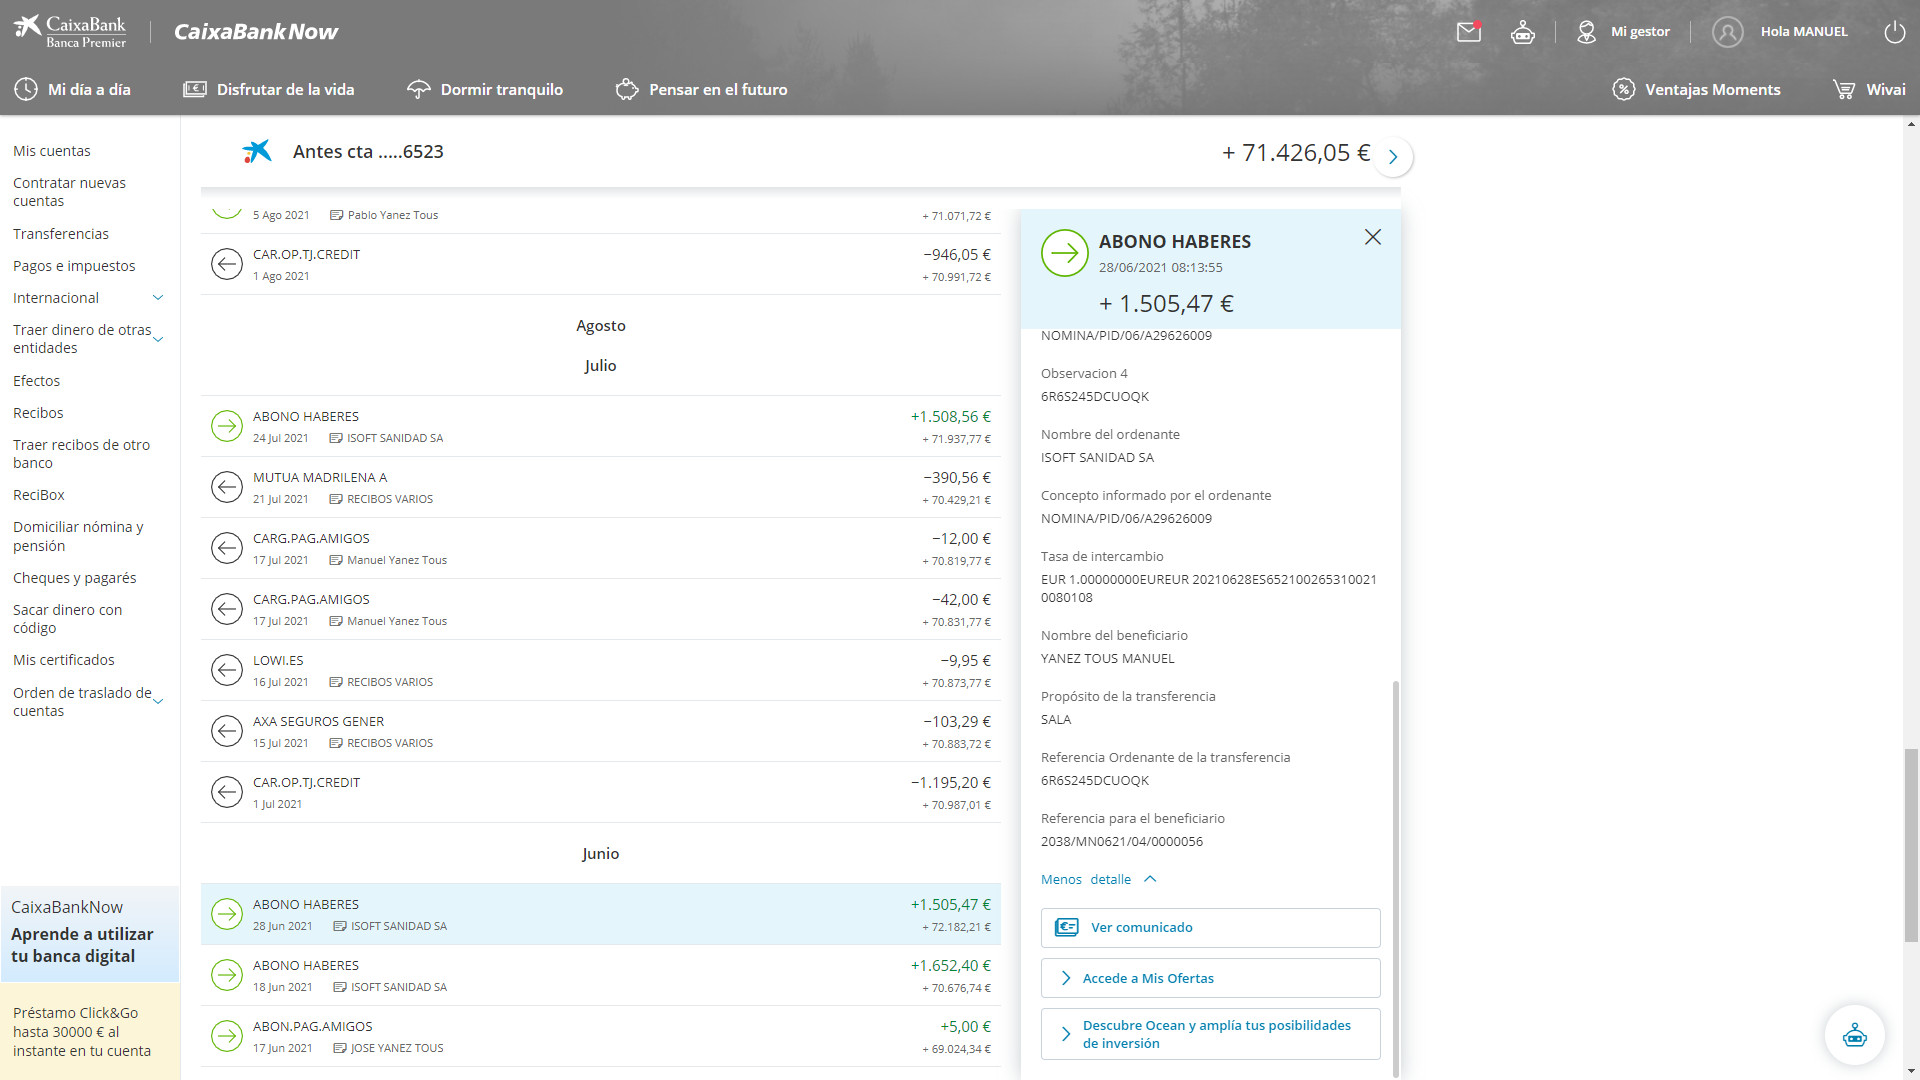 CaixaBank
Banca Premier
CaixaBankNow
Mi gestor
Hola MANUEL
Mi día a día
Disfrutar de la vida
Dormir tranquilo
Pensar en el futuro
Ventajas Moments
Wivai
Mis cuentas
Contratar nuevas
cuentas
Transferencias
Pagos e impuestos
Internacional
Traer dinero de otras
entidades
Efectos
Recibos
Traer recibos de otro
banco
ReciBox
Domiciliar nómina y
pensión
Cheques y pagarés
Sacar dinero con
código
Mis certificados
Orden de traslado de
cuentas
CaixaBankNow
Aprende a utilizar
tu banca digital
Préstamo Click&Go
hasta 30000 € al
instante en tu cuenta
Antes cta .....6523
+ 71.426,05 €
5 Ago 2021 Pablo Yanez Tous + 71.071,72 €
CAR.OP.TJ.CREDIT −946,05 €
1 Ago 2021 + 70.991,72 €
Agosto
Julio
ABONO HABERES +1.508,56 €
24 Jul 2021 ISOFT SANIDAD SA + 71.937,77 €
MUTUA MADRILENA A −390,56 €
21 Jul 2021 RECIBOS VARIOS + 70.429,21 €
CARG.PAG.AMIGOS −12,00 €
17 Jul 2021 Manuel Yanez Tous + 70.819,77 €
CARG.PAG.AMIGOS −42,00 €
17 Jul 2021 Manuel Yanez Tous + 70.831,77 €
LOWI.ES −9,95 €
16 Jul 2021 RECIBOS VARIOS + 70.873,77 €
AXA SEGUROS GENER −103,29 €
15 Jul 2021 RECIBOS VARIOS + 70.883,72 €
CAR.OP.TJ.CREDIT −1.195,20 €
1 Jul 2021 + 70.987,01 €
Junio
ABONO HABERES +1.505,47 €
28 Jun 2021 ISOFT SANIDAD SA + 72.182,21 €
ABONO HABERES +1.652,40 €
18 Jun 2021 ISOFT SANIDAD SA + 70.676,74 €
ABON.PAG.AMIGOS +5,00 €
17 Jun 2021 JOSE YANEZ TOUS + 69.024,34 €
ABONO HABERES
28/06/2021 08:13:55
+ 1.505,47 €
NOMINA/PID/06/A29626009
Observacion 4
6R6S245DCUOQK
Nombre del ordenante
ISOFT SANIDAD SA
Concepto informado por el ordenante
NOMINA/PID/06/A29626009
Tasa de intercambio
EUR 1.00000000EUREUR 20210628ES652100265310021
0080108
Nombre del beneficiario
YANEZ TOUS MANUEL
Propósito de la transferencia
SALA
Referencia Ordenante de la transferencia
6R6S245DCUOQK
Referencia para el beneficiario
2038/MN0621/04/0000056
Menos detalle
Ver comunicado
Accede a Mis Ofertas
Descubre Ocean y amplía tus posibilidades
de inversión